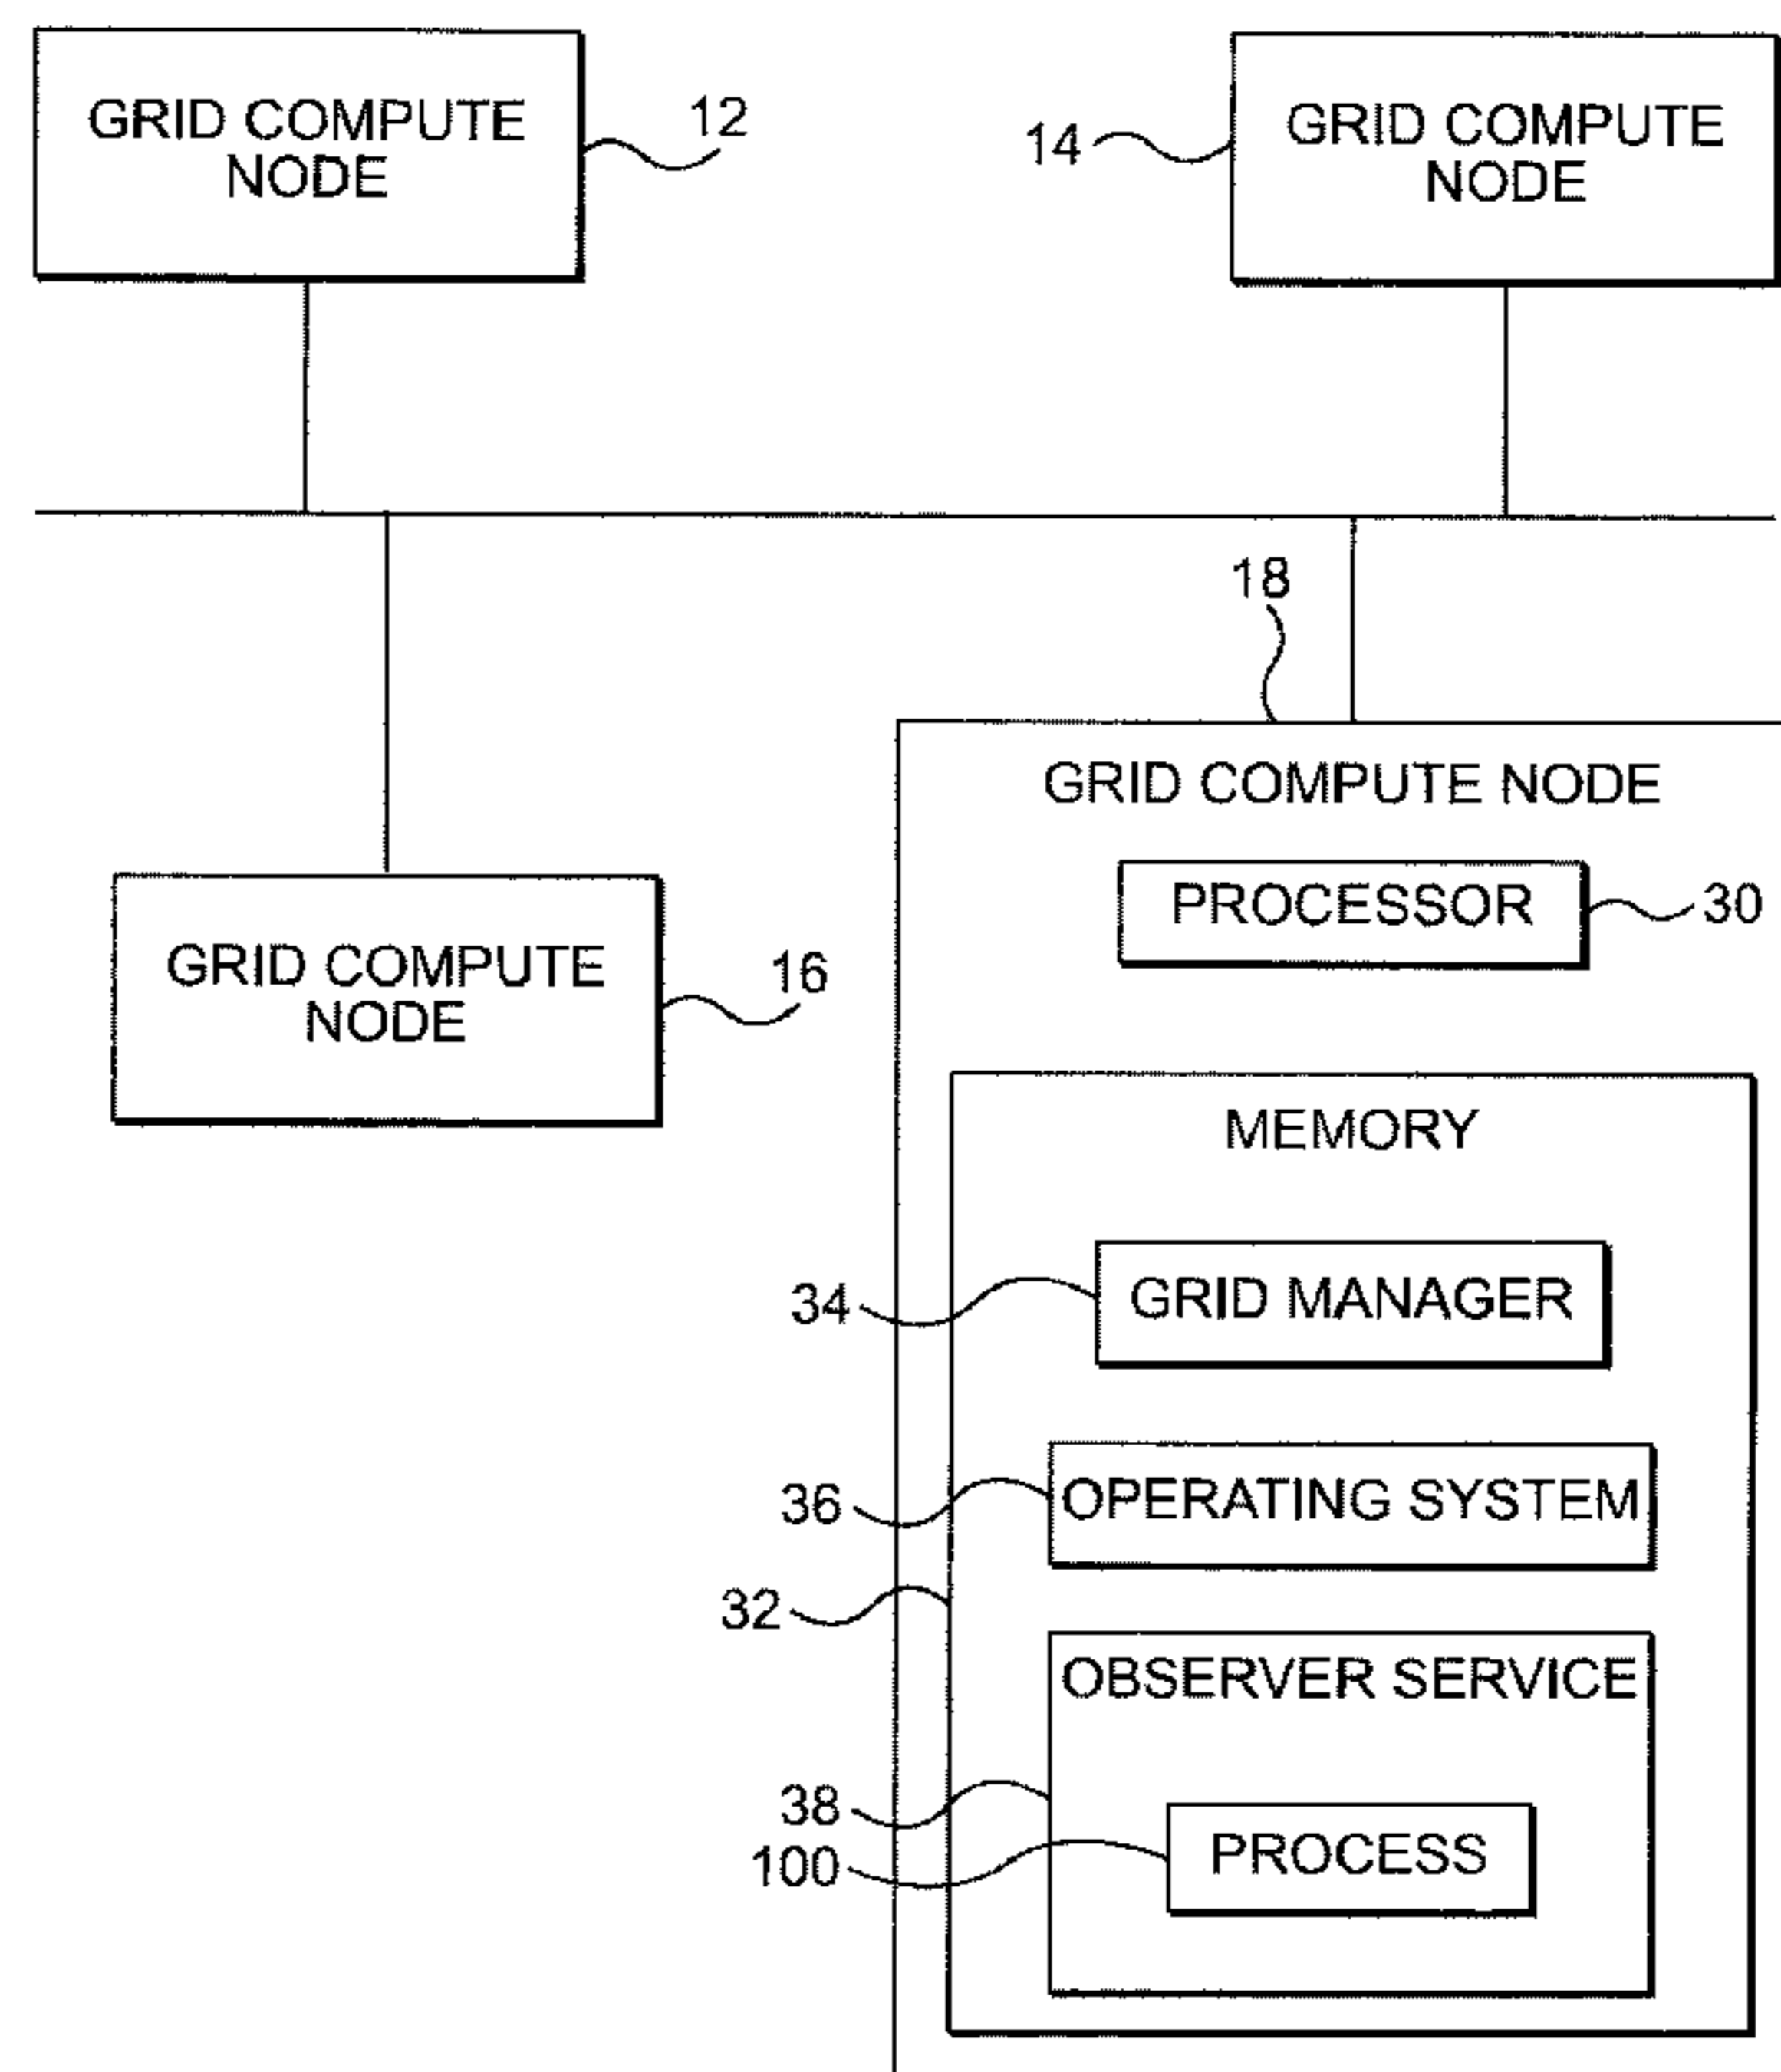 GRID COMPUTE
NODE
12
14
GRID COMPUTE
NODE
18
GRID COMPUTE NODE
PROCESSOR
30
GRID COMPUTE
NODE
16
MEMORY
34
GRID MANAGER
36
OPERATING SYSTEM
32
OBSERVER SERVICE
38
100
PROCESS